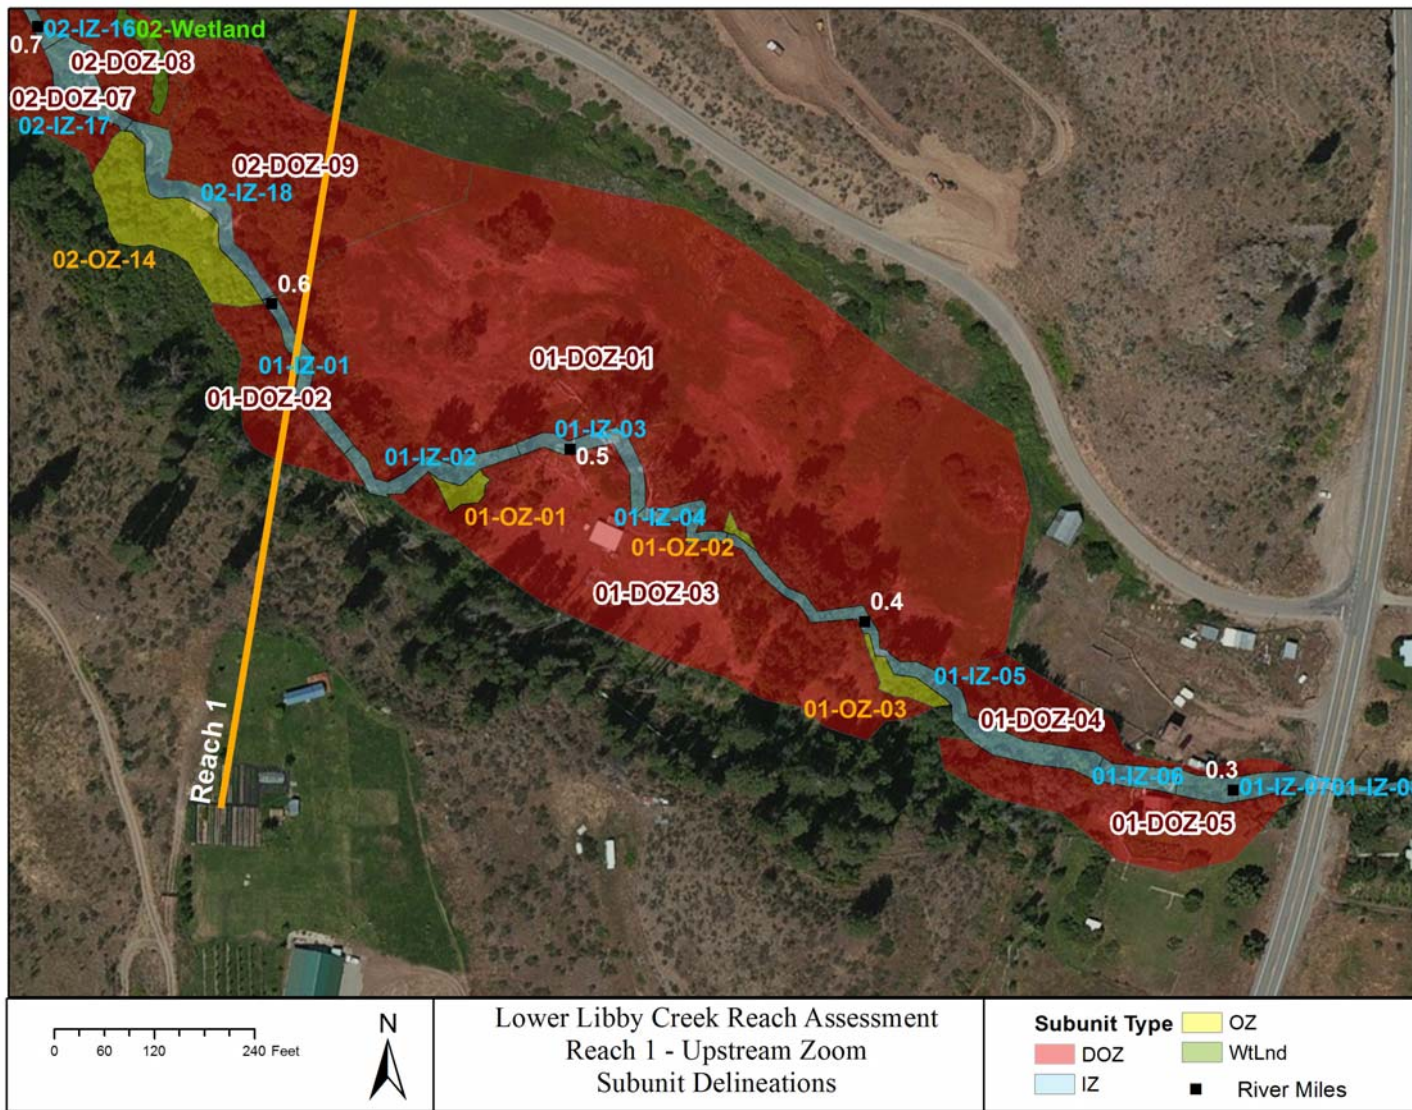 02-IZ-16
02-Wetland
0.7
02-DOZ-08
02-DOZ-07
02-IZ-17
02-DOZ-09
02-IZ-18
02-OZ-14
0.6
01-IZ-01
01-DOZ-02
01-DOZ-01
01-IZ-03
01-IZ-02
0.5
01-OZ-01
01-IZ-04
01-OZ-02
01-DOZ-03
0.4
01-IZ-05
01-OZ-03
01-DOZ-04
Reach 1
01-IZ-06
0.3
01-IZ-07
01-DOZ-05
0 60 120 240 Feet
N
Lower Libby Creek Reach Assessment
Reach 1 - Upstream Zoom
Subunit Delineations
Subunit Type
DOZ
IZ
OZ
WtLnd
River Miles